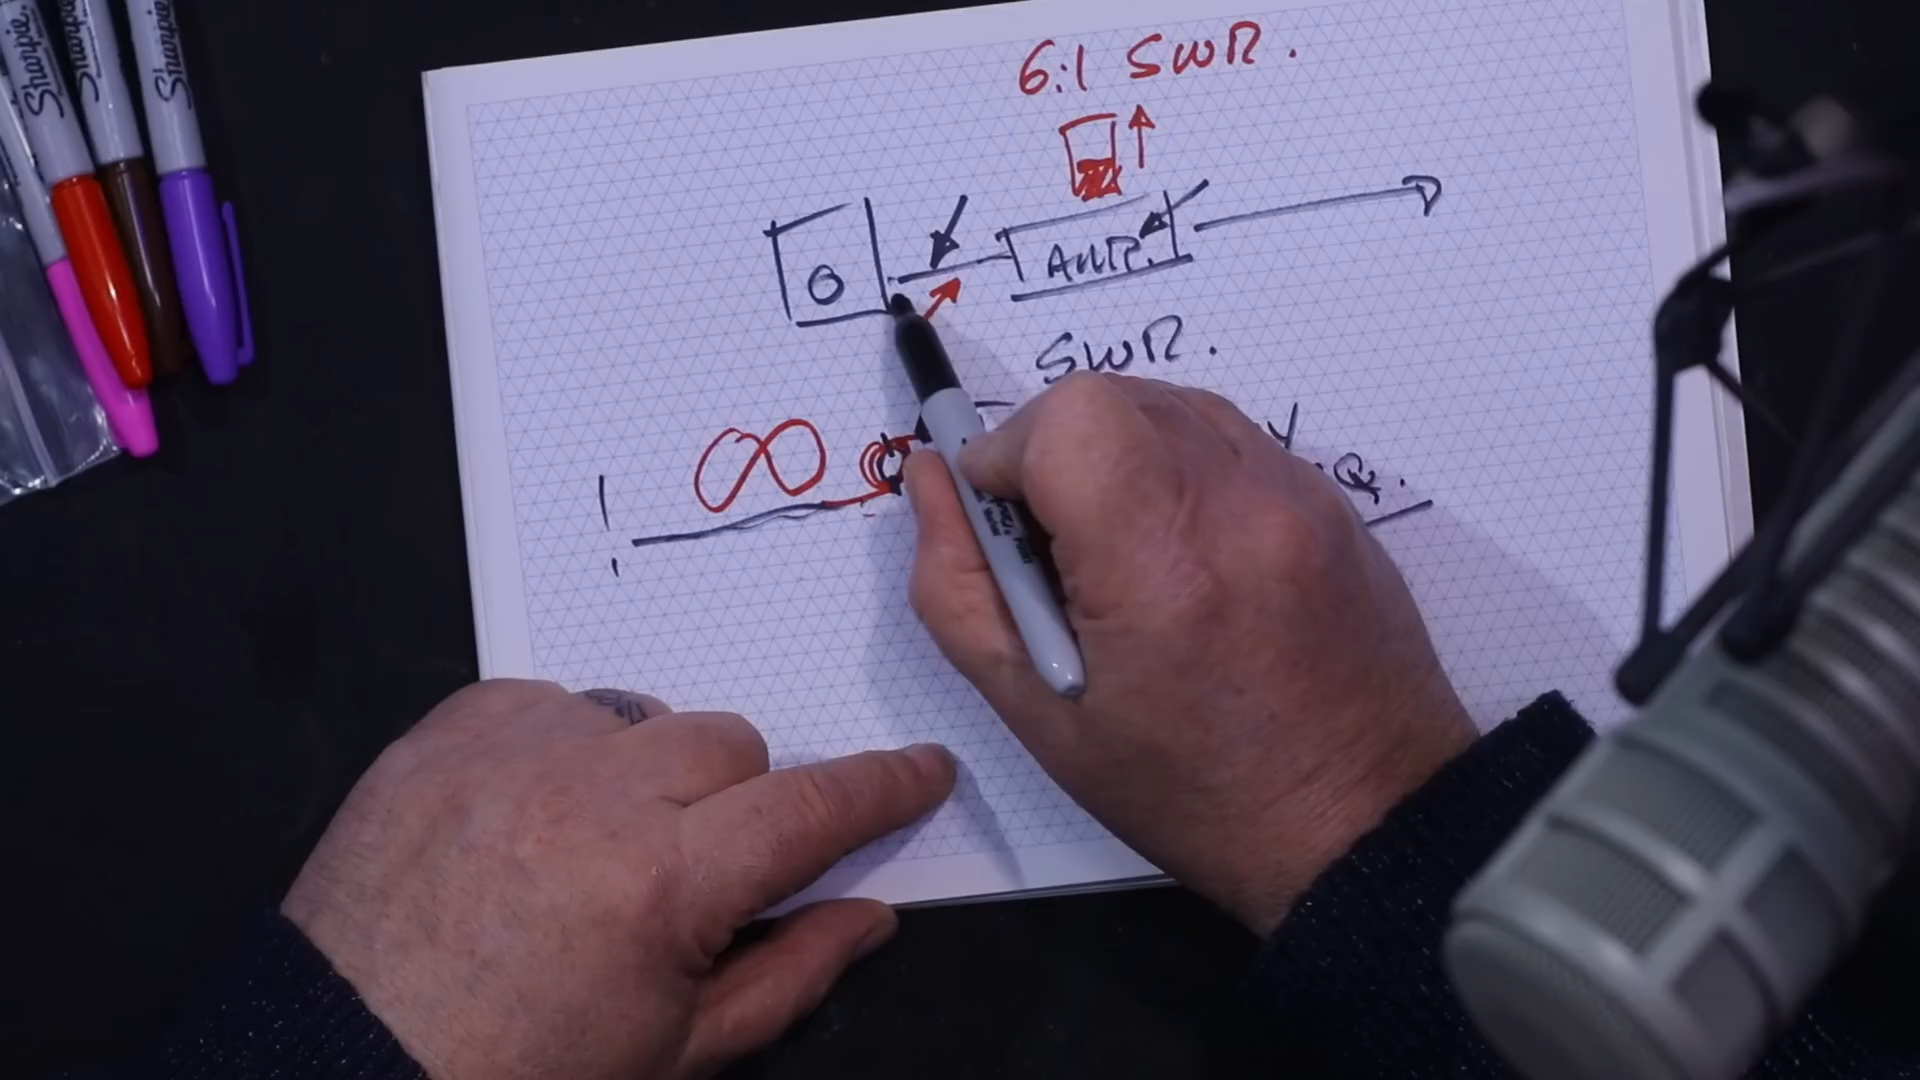 Sharpie
Sharpie
Sharpie
6:1 SWR.
O
AMP.
SWR.
∞